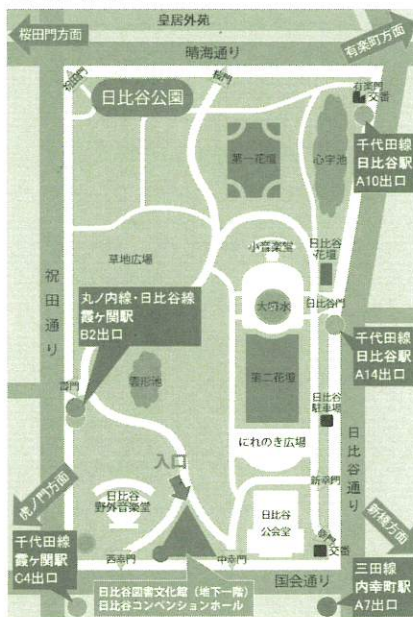 皇居外苑
桜田門方面
有楽町方面
晴海通り
祝田門
桜門
有楽門
交番
日比谷公園
千代田線
日比谷駅
A10出口
第一花壇
心字池
小音楽堂
日比谷
花壇
草地広場
祝田通り
丸ノ内線・日比谷線
霞ヶ関駅
B2出口
大噴水
日比谷門
千代田線
日比谷駅
A14出口
霞門
雲形池
第二花壇
日比谷
駐車場
にれのき広場
日比谷通り
入口
虎ノ門方面
日比谷
野外音楽堂
新幸門
日比谷
公会堂
新橋方面
千代田線
霞ヶ関駅
C4出口
西幸門
中幸門
幸門
交番
国会通り
日比谷図書文化館（地下一階）
日比谷コンベンションホール
三田線
内幸町駅
A7出口